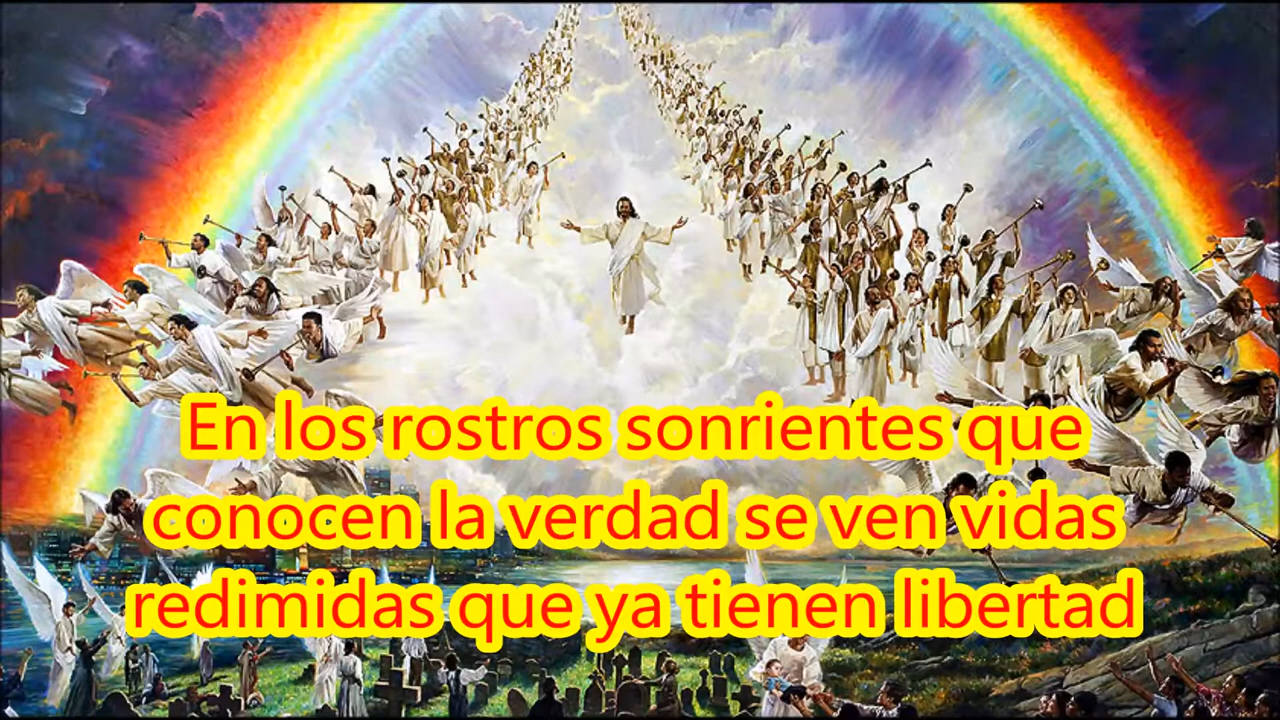 En los rostros sonrientes que
conocen la verdad se ven vidas
redimidas que ya tienen libertad